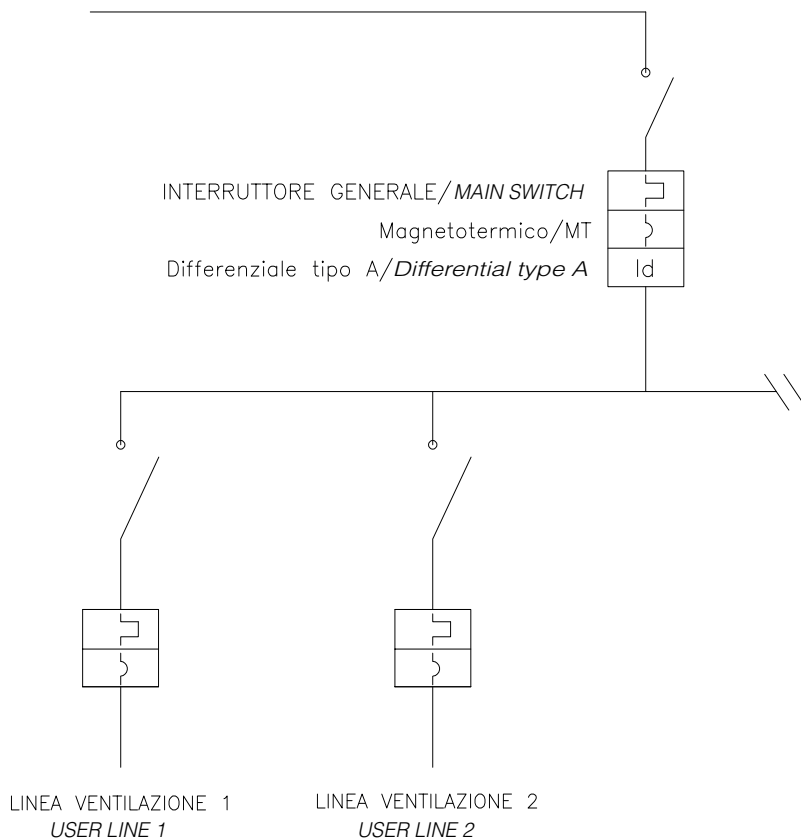 INTERRUTTORE GENERALE/MAIN SWITCH
Magnetotermico/MT
Differenziale tipo A/Differential type A
Id
LINEA VENTILAZIONE 1
USER LINE 1
LINEA VENTILAZIONE 2
USER LINE 2